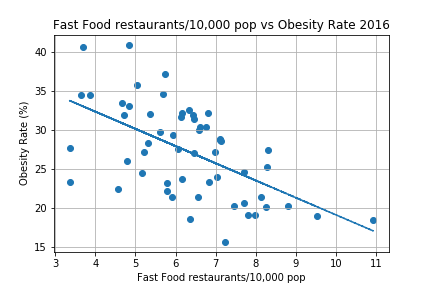 Fast Food restaurants/10,000 pop vs Obesity Rate 2016
Obesity Rate (%)
40
35
30
25
20
15
3 4 5 6 7 8 9 10 11
Fast Food restaurants/10,000 pop